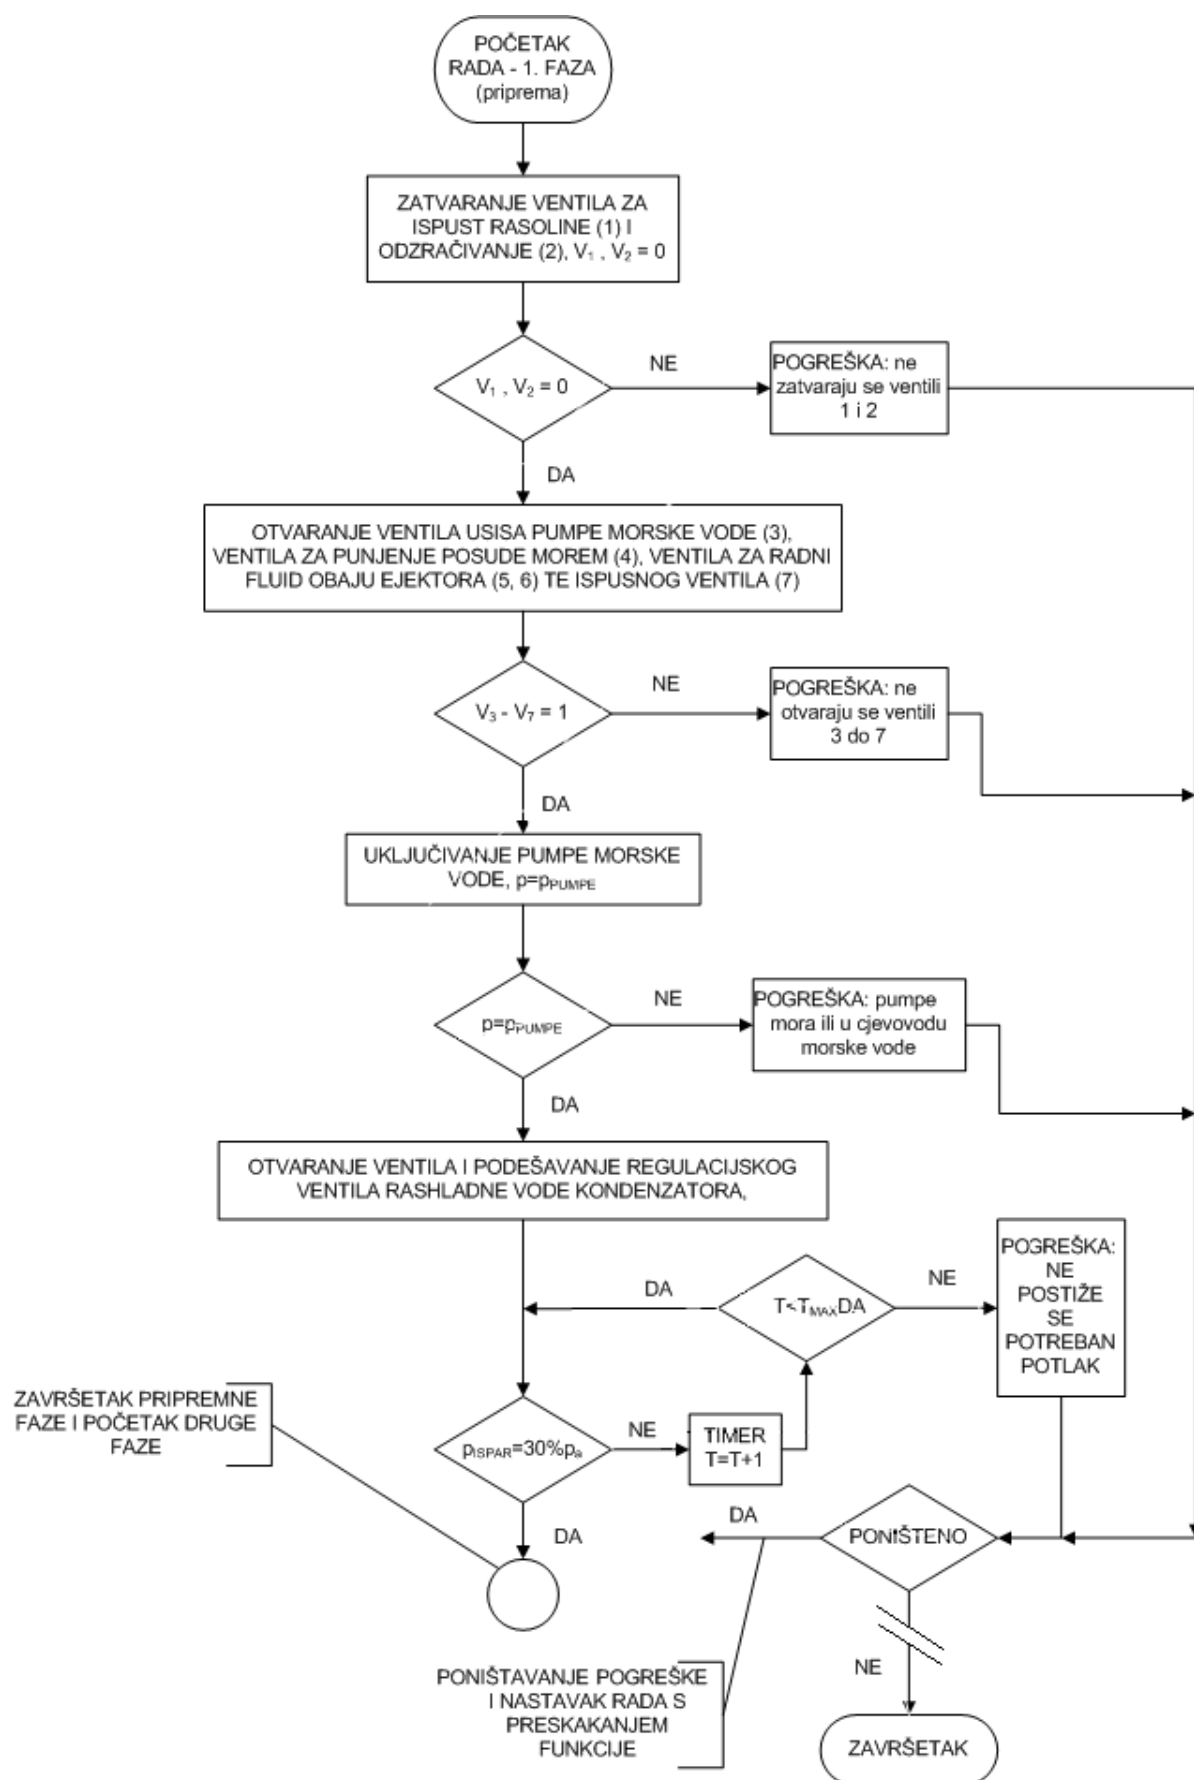 POČETAK
RADA - 1. FAZA
(priprema)
ZATVARANJE VENTILA ZA
ISPUST RASOLINE (1) I
ODZRAČIVANJE (2), V₁ , V₂ = 0
V₁ , V₂ = 0
NE
POGREŠKA: ne
zatvaraju se ventili
1 i 2
DA
OTVARANJE VENTILA USISA PUMPE MORSKE VODE (3),
VENTILA ZA PUNJENJE POSUDE MOREM (4), VENTILA ZA RADNI
FLUID OBAJU EJEKTORA (5, 6) TE ISPUSNOG VENTILA (7)
V₃ - V₇ = 1
NE
POGREŠKA: ne
otvaraju se ventili
3 do 7
DA
UKLJUČIVANJE PUMPE MORSKE
VODE, p=pPUMPE
p=pPUMPE
NE
POGREŠKA: pumpe
mora ili u cjevovodu
morske vode
DA
OTVARANJE VENTILA I PODEŠAVANJE REGULACIJSKOG
VENTILA RASHLADNE VODE KONDENZATORA,
DA
T<TMAXDA
NE
POGREŠKA:
NE
POSTIŽE
SE
POTREBAN
POTLAK
ZAVRŠETAK PRIPREMNE
FAZE I POČETAK DRUGE
FAZE
pISPAR=30%pa
NE
TIMER
T=T+1
DA
DA
PONIŠTENO
NE
PONIŠTAVANJE POGREŠKE
I NASTAVAK RADA S
PRESKAKANJEM
FUNKCIJE
ZAVRŠETAK